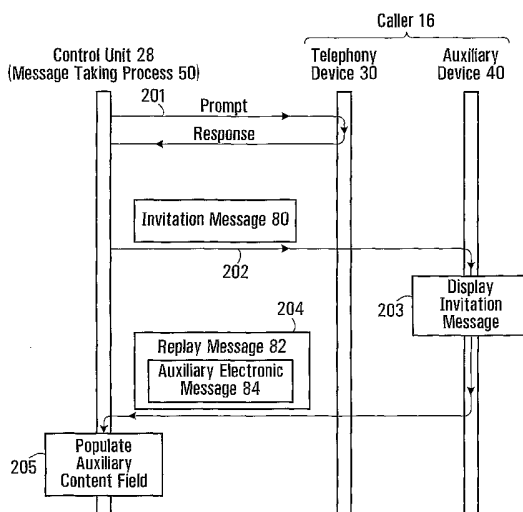 Caller 16
Control Unit 28
(Message Taking Process 50)
Telephony
Device 30
Auxiliary
Device 40
201
Prompt
Response
Invitation Message 80
202
203
Display
Invitation
Message
204
Replay Message 82
Auxiliary Electronic
Message 84
205
Populate
Auxiliary
Content Field